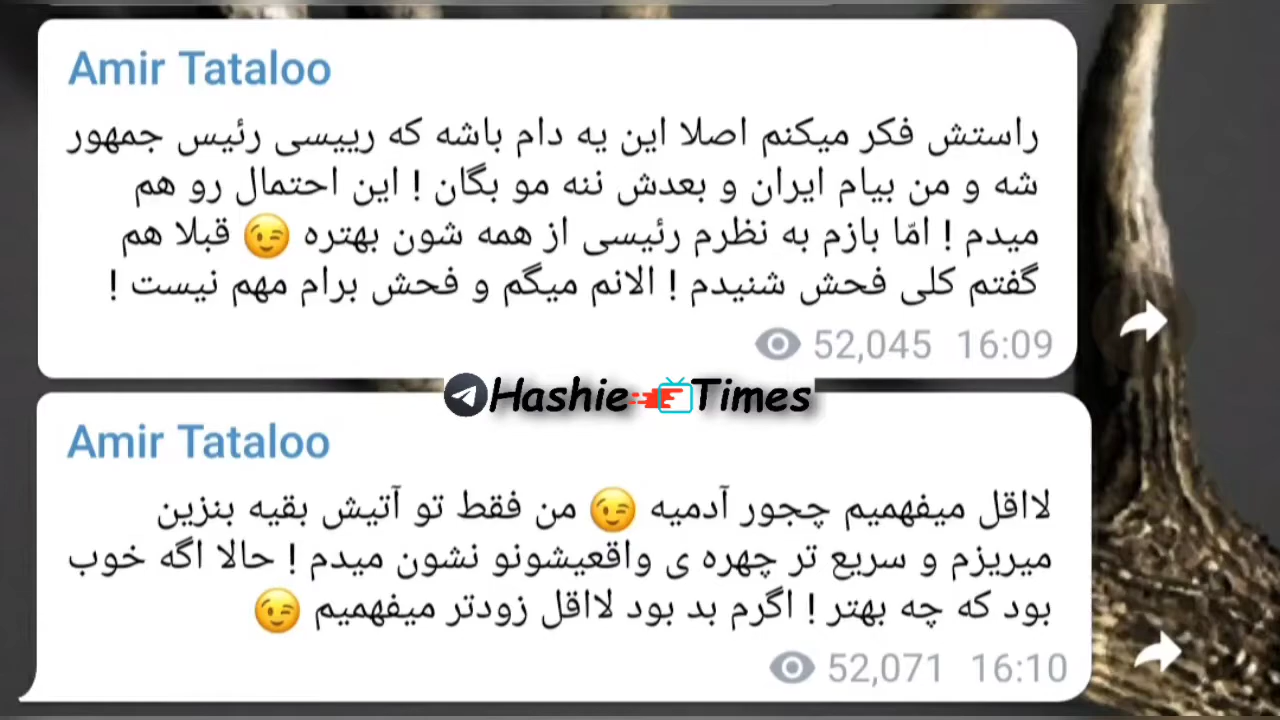 Amir Tataloo
راستش فکر میکنم اصلا این یه دام باشه که رییسی رئیس جمهور
شه و من بیام ایران و بعدش ننه مو بگان ! این احتمال رو هم
میدم ! امّا بازم به نظرم رئیسی از همه شون بهتره 😉 قبلا هم
گفتم کلی فحش شنیدم ! الانم میگم و فحش برام مهم نیست !
52,045 16:09
Hashie Times
Amir Tataloo
لااقل میفهمیم چجور آدمیه 😉 من فقط تو آتیش بقیه بنزین
میریزم و سریع تر چهره ی واقعیشونو نشون میدم ! حالا اگه خوب
بود که چه بهتر ! اگرم بد بود لااقل زودتر میفهمیم 😉
52,071 16:10